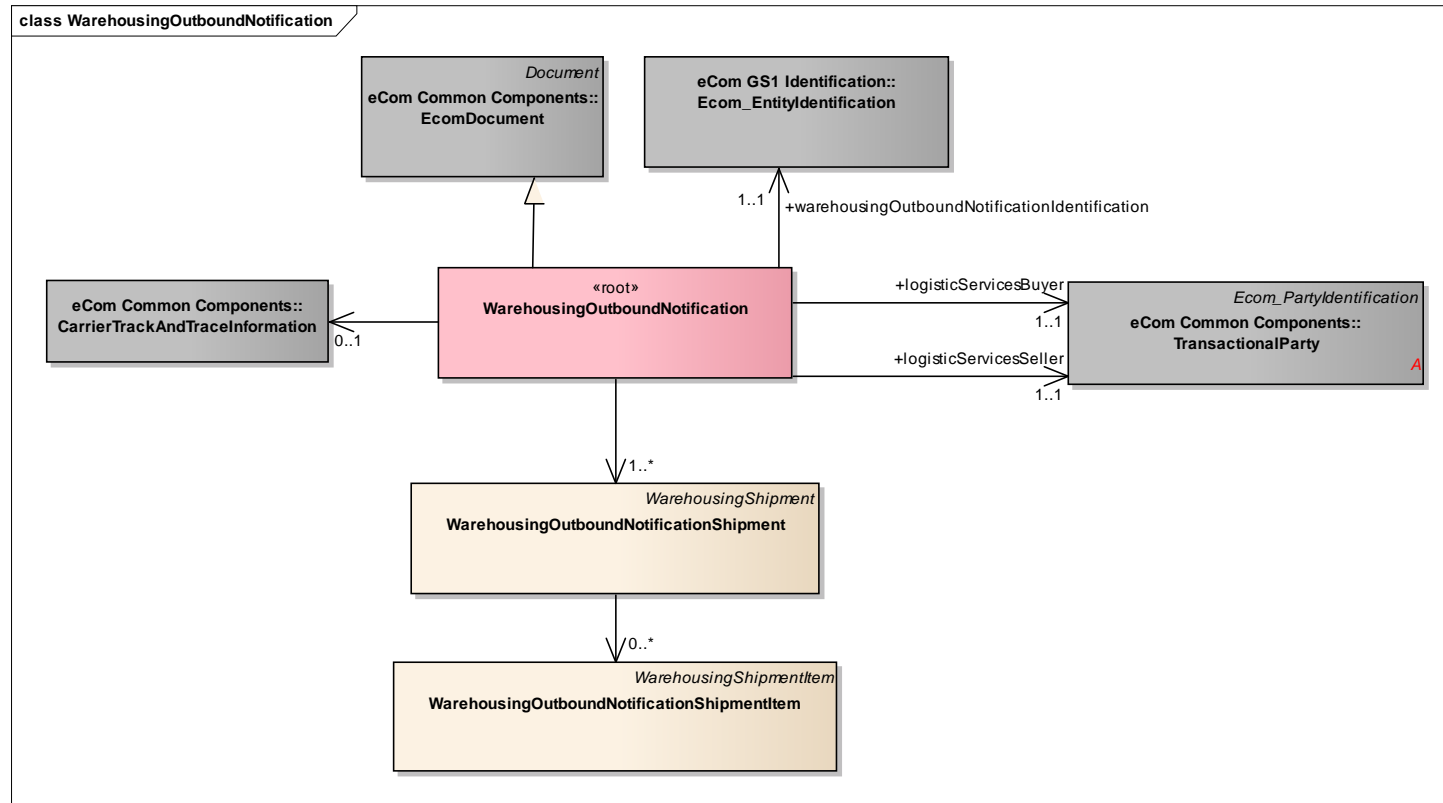 class WarehousingOutboundNotification
Document
eCom Common Components::
EcomDocument
eCom GS1 Identification::
Ecom_EntityIdentification
1..1
+warehousingOutboundNotificationIdentification
eCom Common Components::
CarrierTrackAndTraceInformation
0..1
«root»
WarehousingOutboundNotification
+logisticServicesBuyer
1..1
+logisticServicesSeller
1..1
Ecom_PartyIdentification
eCom Common Components::
TransactionalParty
A
1..*
WarehousingShipment
WarehousingOutboundNotificationShipment
0..*
WarehousingShipmentItem
WarehousingOutboundNotificationShipmentItem